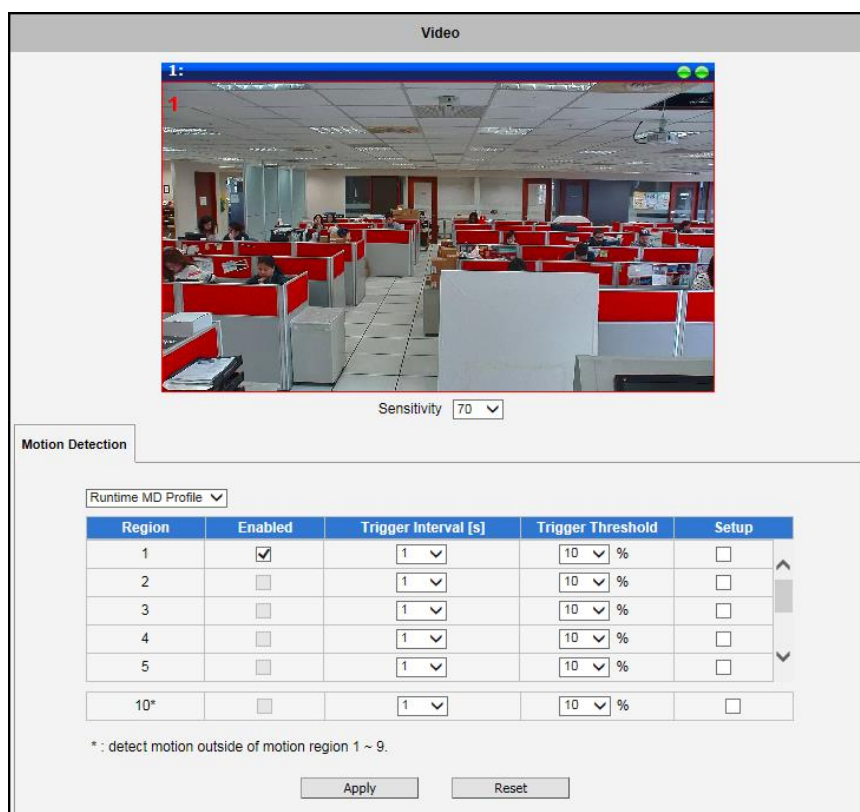 Video
1:
1
Sensitivity 70
Motion Detection
Runtime MD Profile
Region Enabled Trigger Interval [s] Trigger Threshold Setup
1 1 10 %
2 1 10 %
3 1 10 %
4 1 10 %
5 1 10 %
10* 1 10 %
* : detect motion outside of motion region 1 ~ 9.
Apply Reset